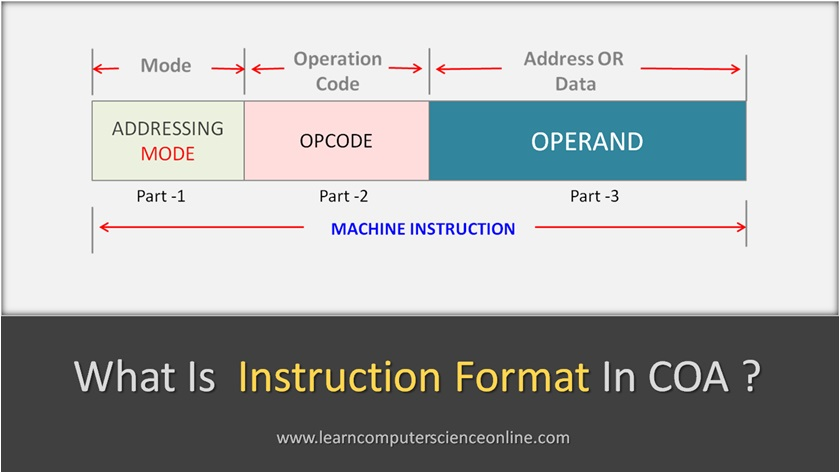 Mode
Operation
Code
Address OR
Data
ADDRESSING
MODE
OPCODE
OPERAND
Part -1
Part -2
Part -3
MACHINE INSTRUCTION
What Is Instruction Format In COA ?
www.learncomputerscienceonline.com